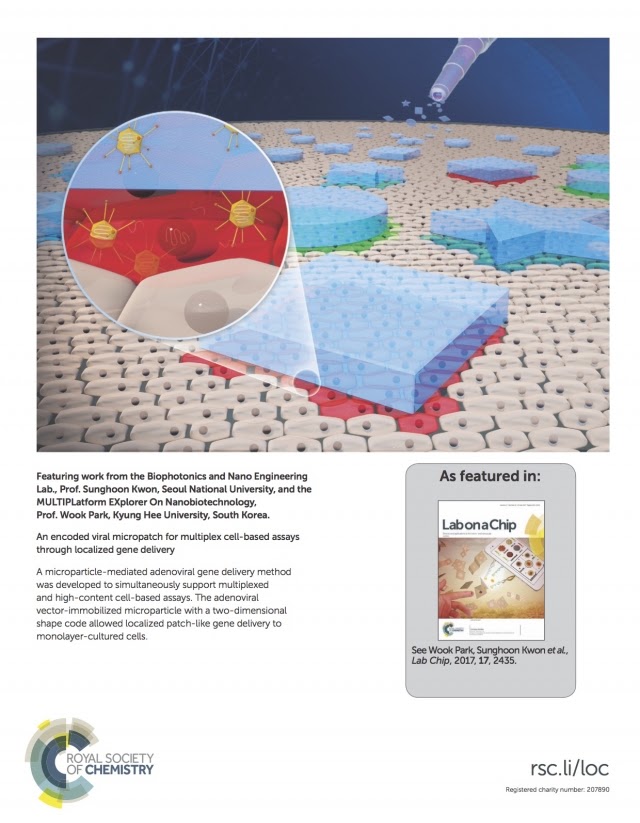 Featuring work from the Biophotonics and Nano Engineering
Lab., Prof. Sunghoon Kwon, Seoul National University, and the
MULTIPLatform EXplorer On Nanobiotechnology,
Prof. Wook Park, Kyung Hee University, South Korea.
An encoded viral micropatch for multiplex cell-based assays
through localized gene delivery
A microparticle-mediated adenoviral gene delivery method
was developed to simultaneously support multiplexed
and high-content cell-based assays. The adenoviral
vector-immobilized microparticle with a two-dimensional
shape code allowed localized patch-like gene delivery to
monolayer-cultured cells.
As featured in:
Lab on a Chip
See Wook Park, Sunghoon Kwon et al.,
Lab Chip, 2017, 17, 2435.
ROYAL SOCIETY
OF CHEMISTRY
rsc.li/loc
Registered charity number: 207890